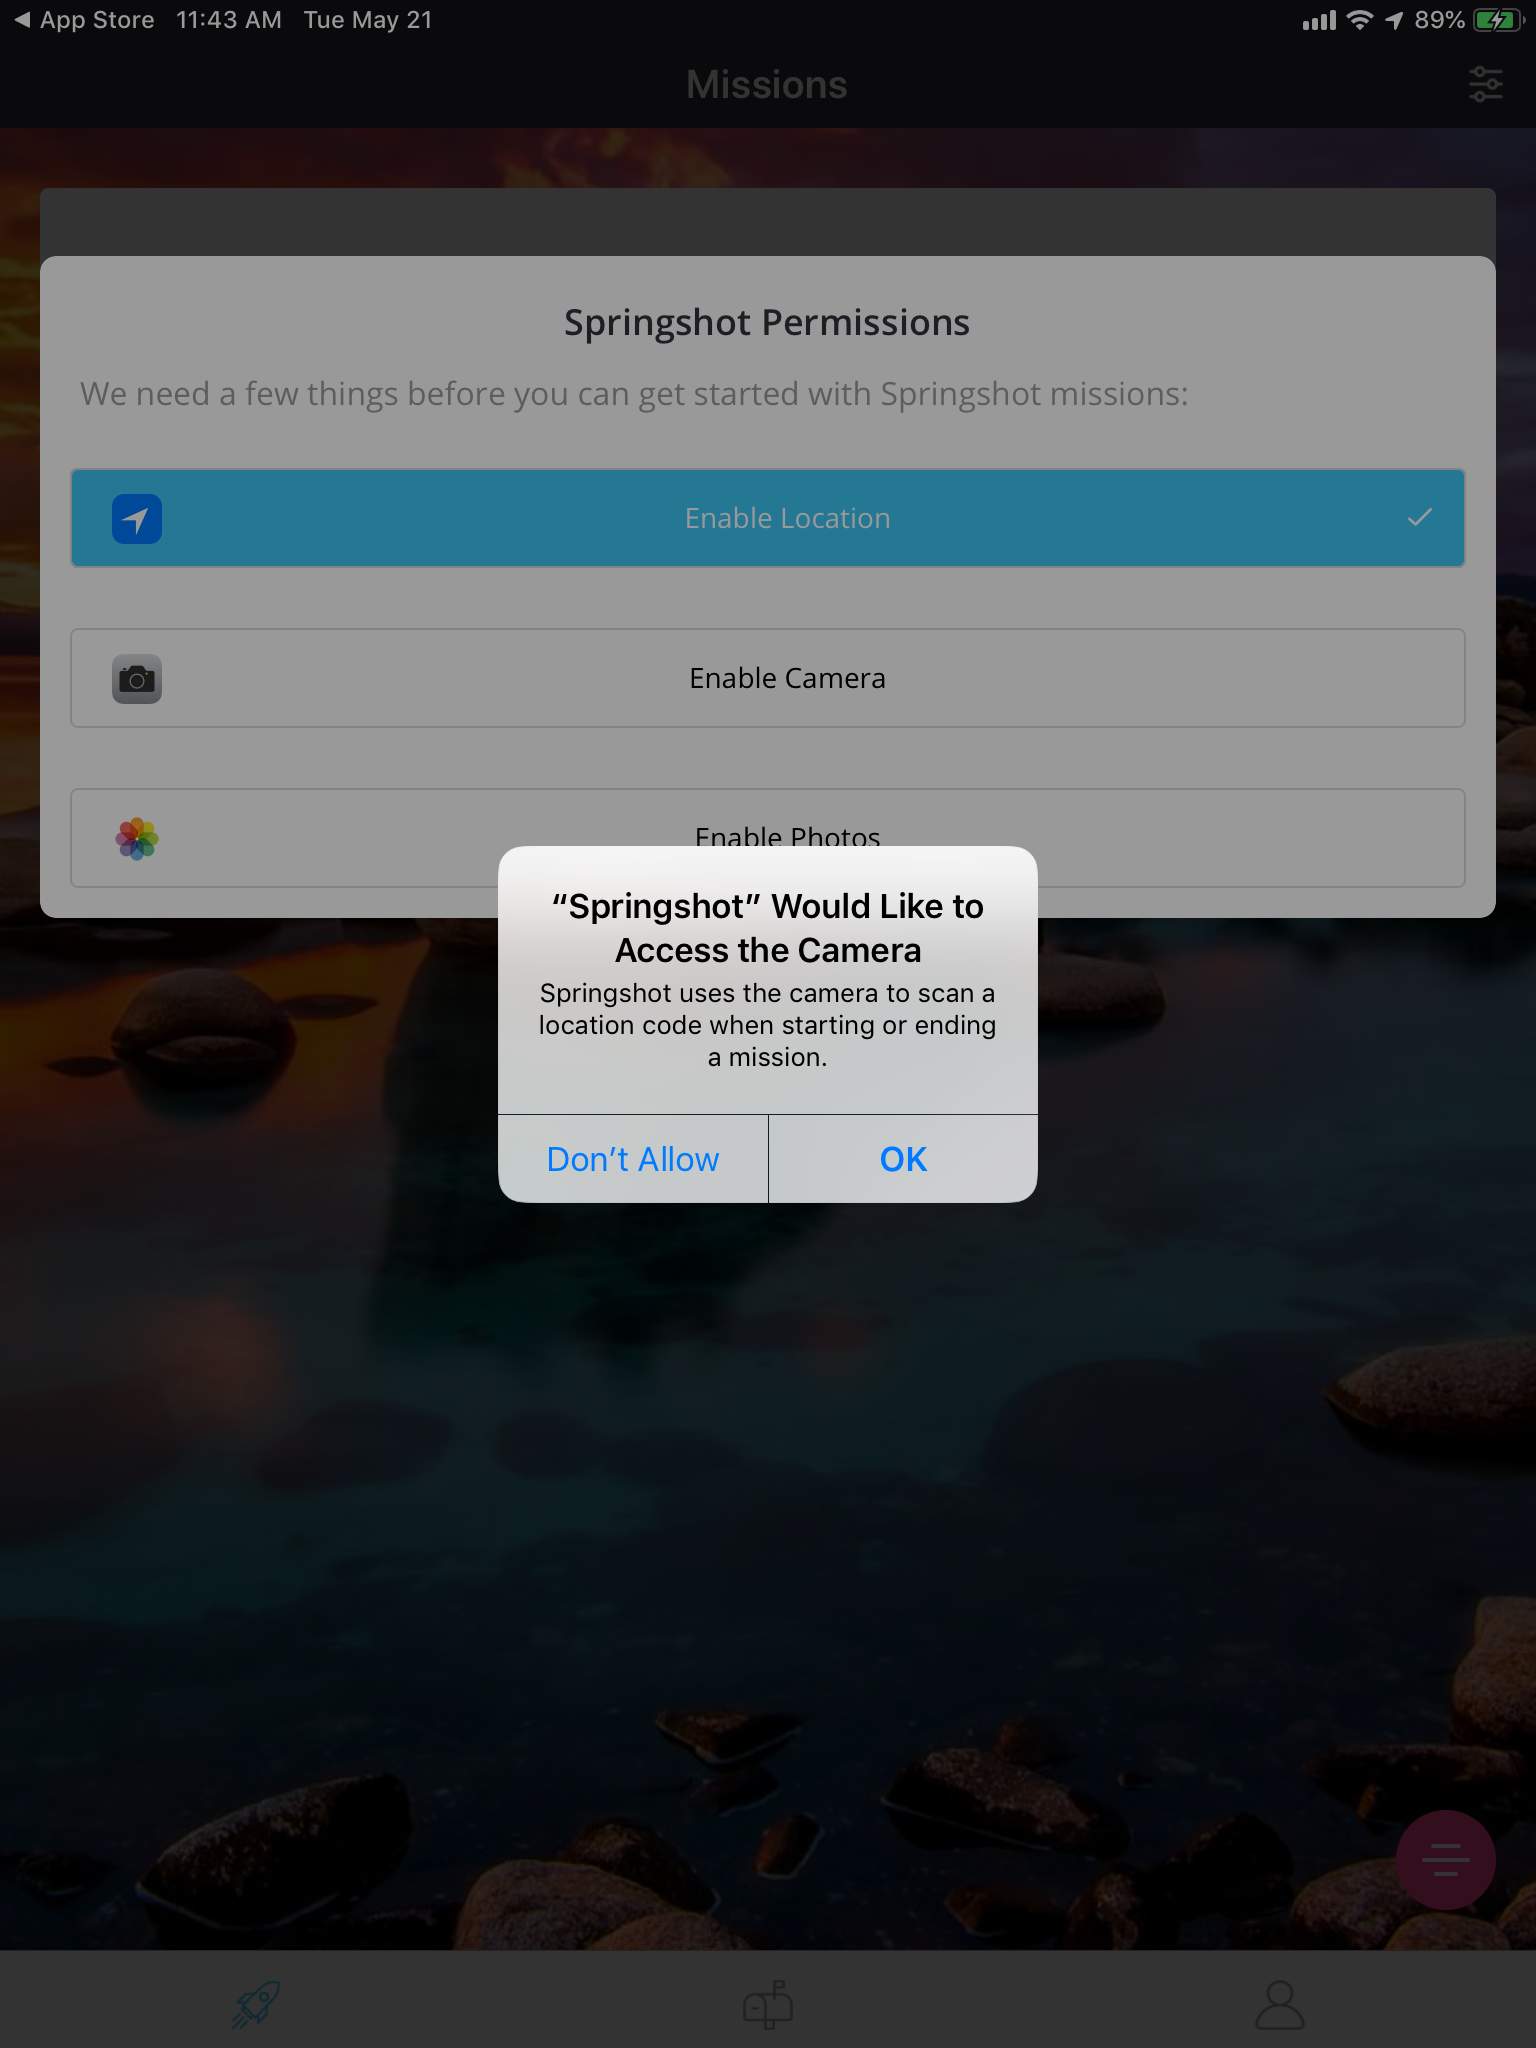 App Store 11:43 AM Tue May 21 89%
Missions
Springshot Permissions
We need a few things before you can get started with Springshot missions:
Enable Location
Enable Camera
Enable Photos
“Springshot” Would Like to
Access the Camera
Springshot uses the camera to scan a
location code when starting or ending
a mission.
Don’t Allow OK